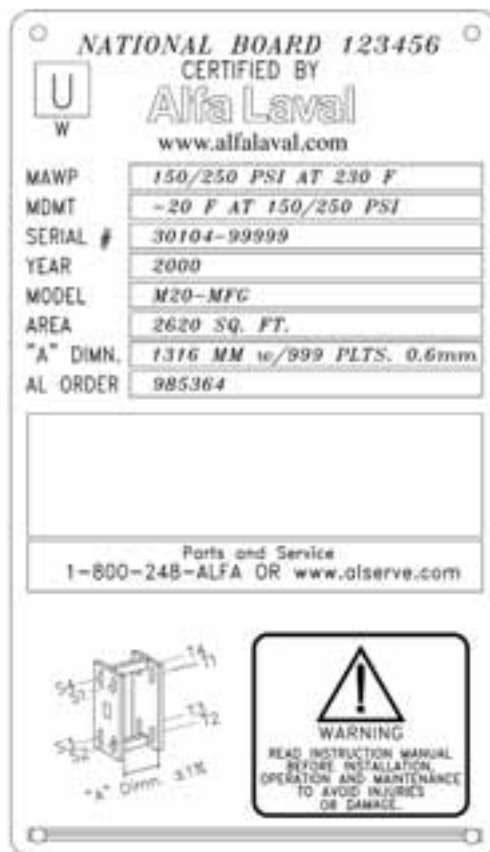 NATIONAL BOARD 123456
CERTIFIED BY
U
W
Alfa Laval
www.alfalaval.com
MAWP 150/250 PSI AT 230 F
MDMT -20 F AT 150/250 PSI
SERIAL # 30104-99999
YEAR 2000
MODEL M20-MFG
AREA 2620 SQ. FT.
"A" DIMN. 1316 MM w/999 PLTS. 0.6mm
AL ORDER 985364
Parts and Service
1-800-248-ALFA OR www.alserve.com
S4
S1
S3
S2
T4
T1
T3
T2
"A" Dimn. ±1%
WARNING
READ INSTRUCTION MANUAL
BEFORE INSTALLATION,
OPERATION AND MAINTENANCE
TO AVOID INJURIES
OR DAMAGE.